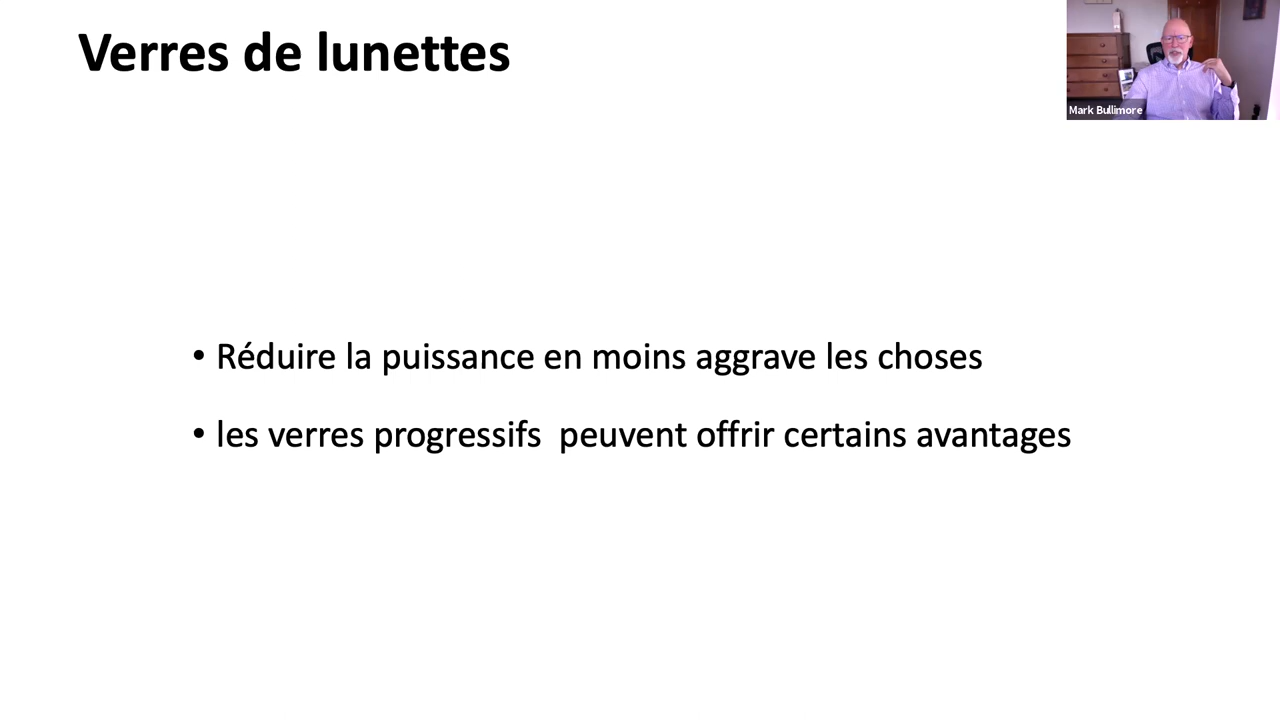 Verres de lunettes
Mark Bullimore
• Réduire la puissance en moins aggrave les choses
• les verres progressifs  peuvent offrir certains avantages